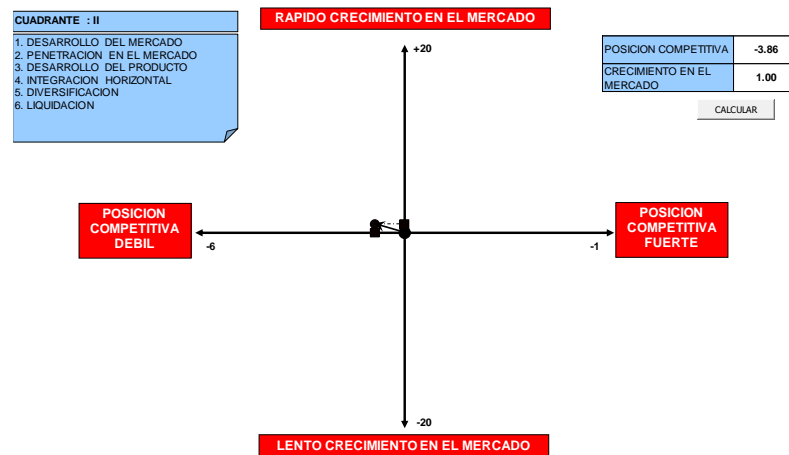 CUADRANTE : II
1. DESARROLLO DEL MERCADO
2. PENETRACION EN EL MERCADO
3. DESARROLLO DEL PRODUCTO
4. INTEGRACION HORIZONTAL
5. DIVERSIFICACION
6. LIQUIDACION
RAPIDO CRECIMIENTO EN EL MERCADO
+20
POSICION COMPETITIVA -3.86
CRECIMIENTO EN EL
MERCADO 1.00
CALCULAR
POSICION
COMPETITIVA
DEBIL
-6
-1
POSICION
COMPETITIVA
FUERTE
-20
LENTO CRECIMIENTO EN EL MERCADO